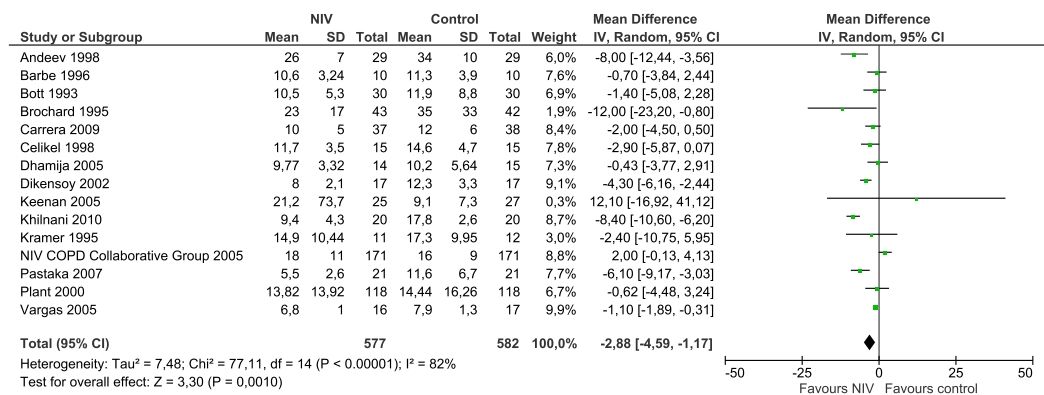 NIV Control Mean Difference Mean Difference
Study or Subgroup Mean SD Total Mean SD Total Weight IV, Random, 95% CI IV, Random, 95% CI
Andeev 1998 26 7 29 34 10 29 6,0% -8,00 [-12,44, -3,56]
Barbe 1996 10,6 3,24 10 11,3 3,9 10 7,6% -0,70 [-3,84, 2,44]
Bott 1993 10,5 5,3 30 11,9 8,8 30 6,9% -1,40 [-5,08, 2,28]
Brochard 1995 23 17 43 35 33 42 1,9% -12,00 [-23,20, -0,80]
Carrera 2009 10 5 37 12 6 38 8,4% -2,00 [-4,50, 0,50]
Celikel 1998 11,7 3,5 15 14,6 4,7 15 7,8% -2,90 [-5,87, 0,07]
Dhamija 2005 9,77 3,32 14 10,2 5,64 15 7,3% -0,43 [-3,77, 2,91]
Dikensoy 2002 8 2,1 17 12,3 3,3 17 9,1% -4,30 [-6,16, -2,44]
Keenan 2005 21,2 73,7 25 9,1 7,3 27 0,3% 12,10 [-16,92, 41,12]
Khilnani 2010 9,4 4,3 20 17,8 2,6 20 8,7% -8,40 [-10,60, -6,20]
Kramer 1995 14,9 10,44 11 17,3 9,95 12 3,0% -2,40 [-10,75, 5,95]
NIV COPD Collaborative Group 2005 18 11 171 16 9 171 8,8% 2,00 [-0,13, 4,13]
Pastaka 2007 5,5 2,6 21 11,6 6,7 21 7,7% -6,10 [-9,17, -3,03]
Plant 2000 13,82 13,92 118 14,44 16,26 118 6,7% -0,62 [-4,48, 3,24]
Vargas 2005 6,8 1 16 7,9 1,3 17 9,9% -1,10 [-1,89, -0,31]
Total (95% CI) 577 582 100,0% -2,88 [-4,59, -1,17]
Heterogeneity: Tau² = 7,48; Chi² = 77,11, df = 14 (P < 0.00001); I² = 82%
Test for overall effect: Z = 3,30 (P = 0,0010)
-50 -25 0 25 50
Favours NIV Favours control